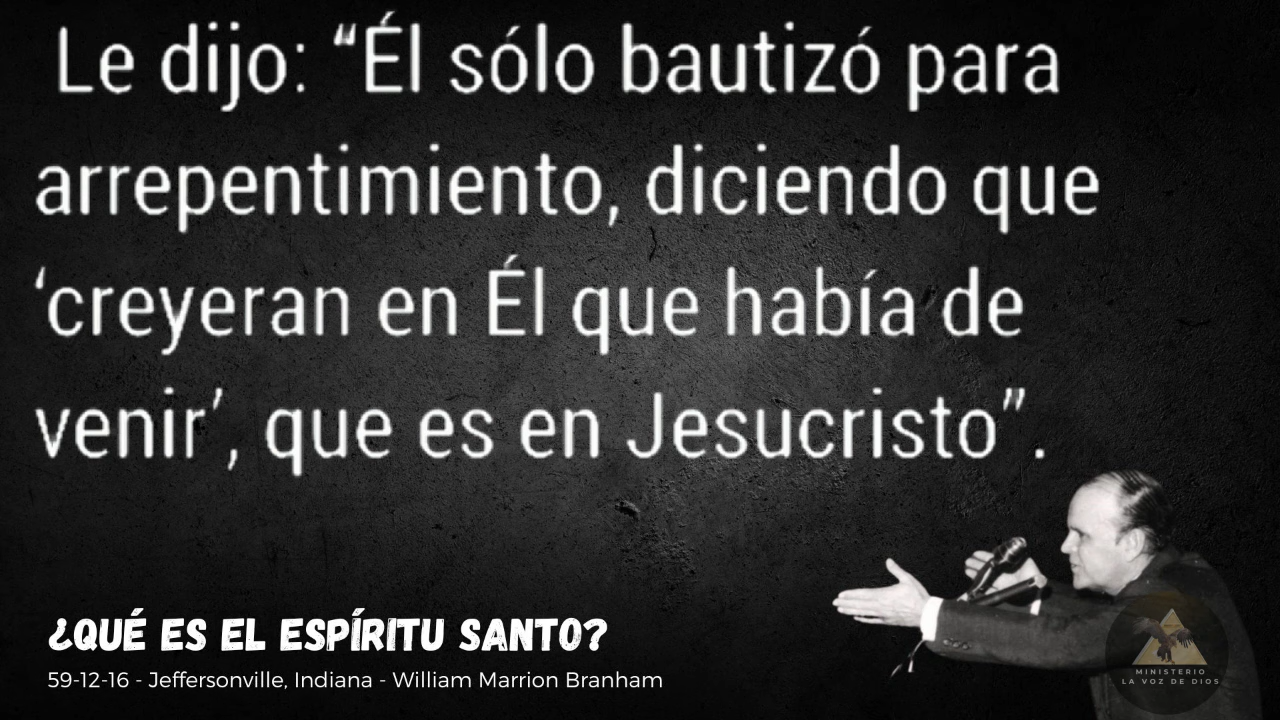 Le dijo: “Él sólo bautizó para
arrepentimiento, diciendo que
‘creyeran en Él que había de
venir’, que es en Jesucristo”.
¿QUÉ ES EL ESPÍRITU SANTO?
59-12-16 - Jeffersonville, Indiana - William Marrion Branham
MINISTERIO
LA VOZ DE DIOS